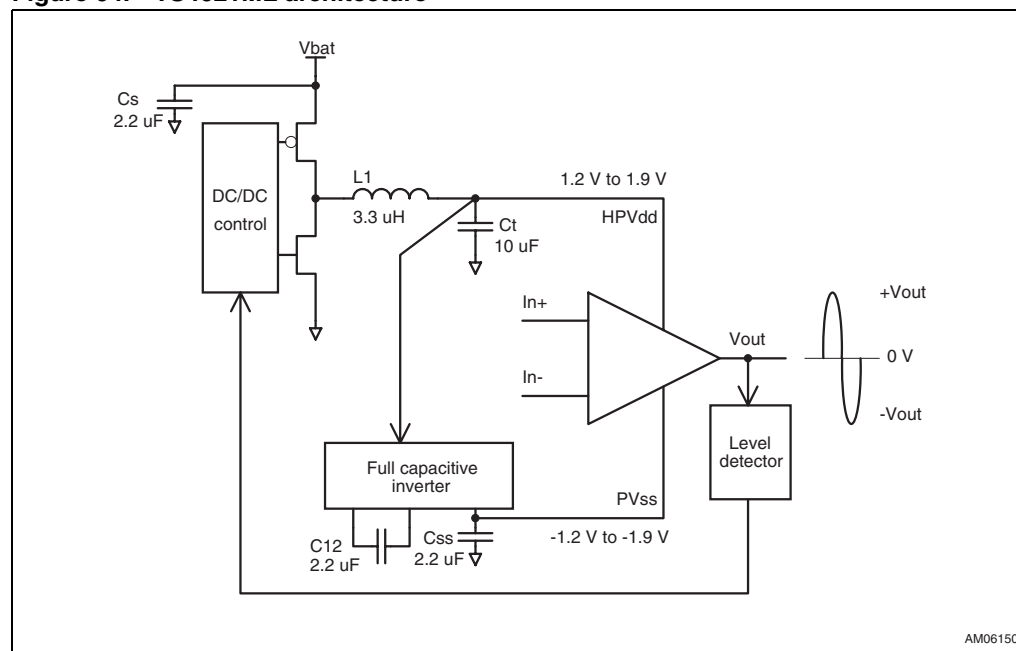 architecture
Vbat
Cs
2.2 uF
DC/DC
control
L1
3.3 uH
1.2 V to 1.9 V
HPVdd
Ct
10 uF
In+
In-
Vout
+Vout
0 V
-Vout
Level
detector
Full capacitive
inverter
PVss
-1.2 V to -1.9 V
C12
2.2 uF
Css
2.2 uF
AM06150